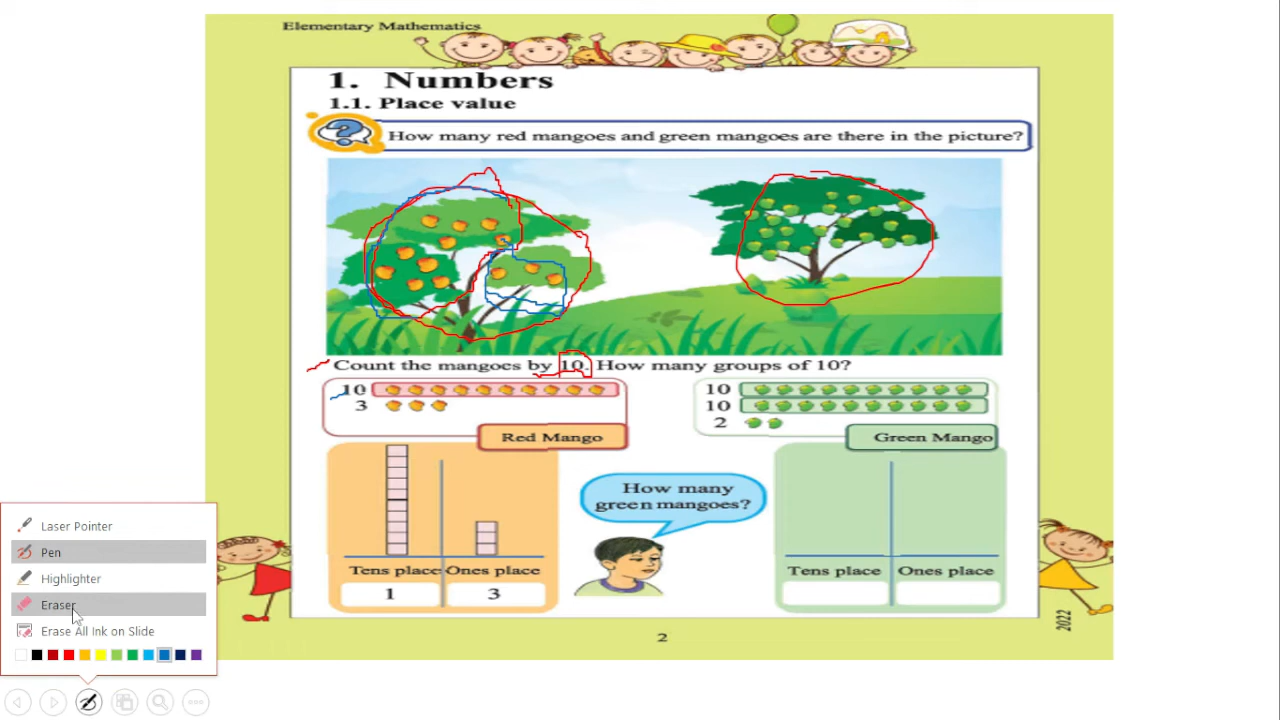 Elementary Mathematics
1. Numbers
1.1. Place value
How many red mangoes and green mangoes are there in the picture?
Count the mangoes by 10. How many groups of 10?
10
3
Red Mango
10
10
2
Green Mango
How many
green mangoes?
Tens place Ones place
1 3
Tens place Ones place
2
2022
Laser Pointer
Pen
Highlighter
Eraser
Erase All Ink on Slide